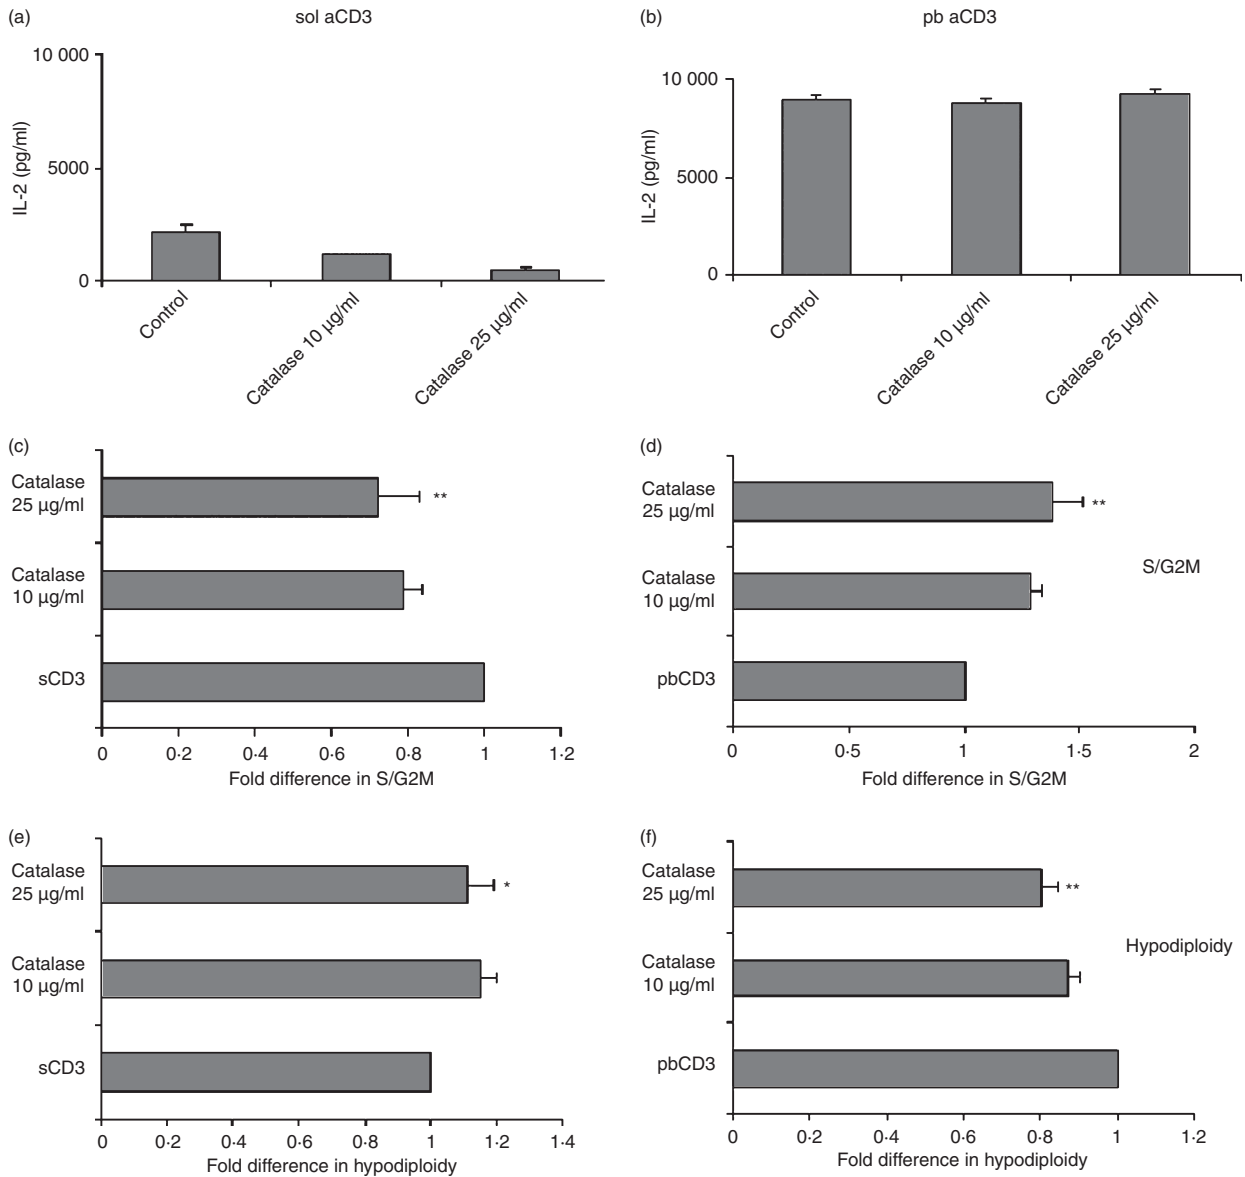 (a)
sol aCD3
10 000
5000
0
IL-2 (pg/ml)
Control
Catalase 10 µg/ml
Catalase 25 µg/ml
(b)
pb aCD3
10 000
5000
0
IL-2 (pg/ml)
Control
Catalase 10 µg/ml
Catalase 25 µg/ml
(c)
Catalase
25 µg/ml
**
Catalase
10 µg/ml
sCD3
0 0·2 0·4 0·6 0·8 1 1·2
Fold difference in S/G2M
(d)
Catalase
25 µg/ml
**
S/G2M
Catalase
10 µg/ml
pbCD3
0 0·5 1 1·5 2
Fold difference in S/G2M
(e)
Catalase
25 µg/ml
*
Catalase
10 µg/ml
sCD3
0 0·2 0·4 0·6 0·8 1 1·2 1·4
Fold difference in hypodiploidy
(f)
Catalase
25 µg/ml
**
Hypodiploidy
Catalase
10 µg/ml
pbCD3
0 0·2 0·4 0·6 0·8 1 1·2
Fold difference in hypodiploidy